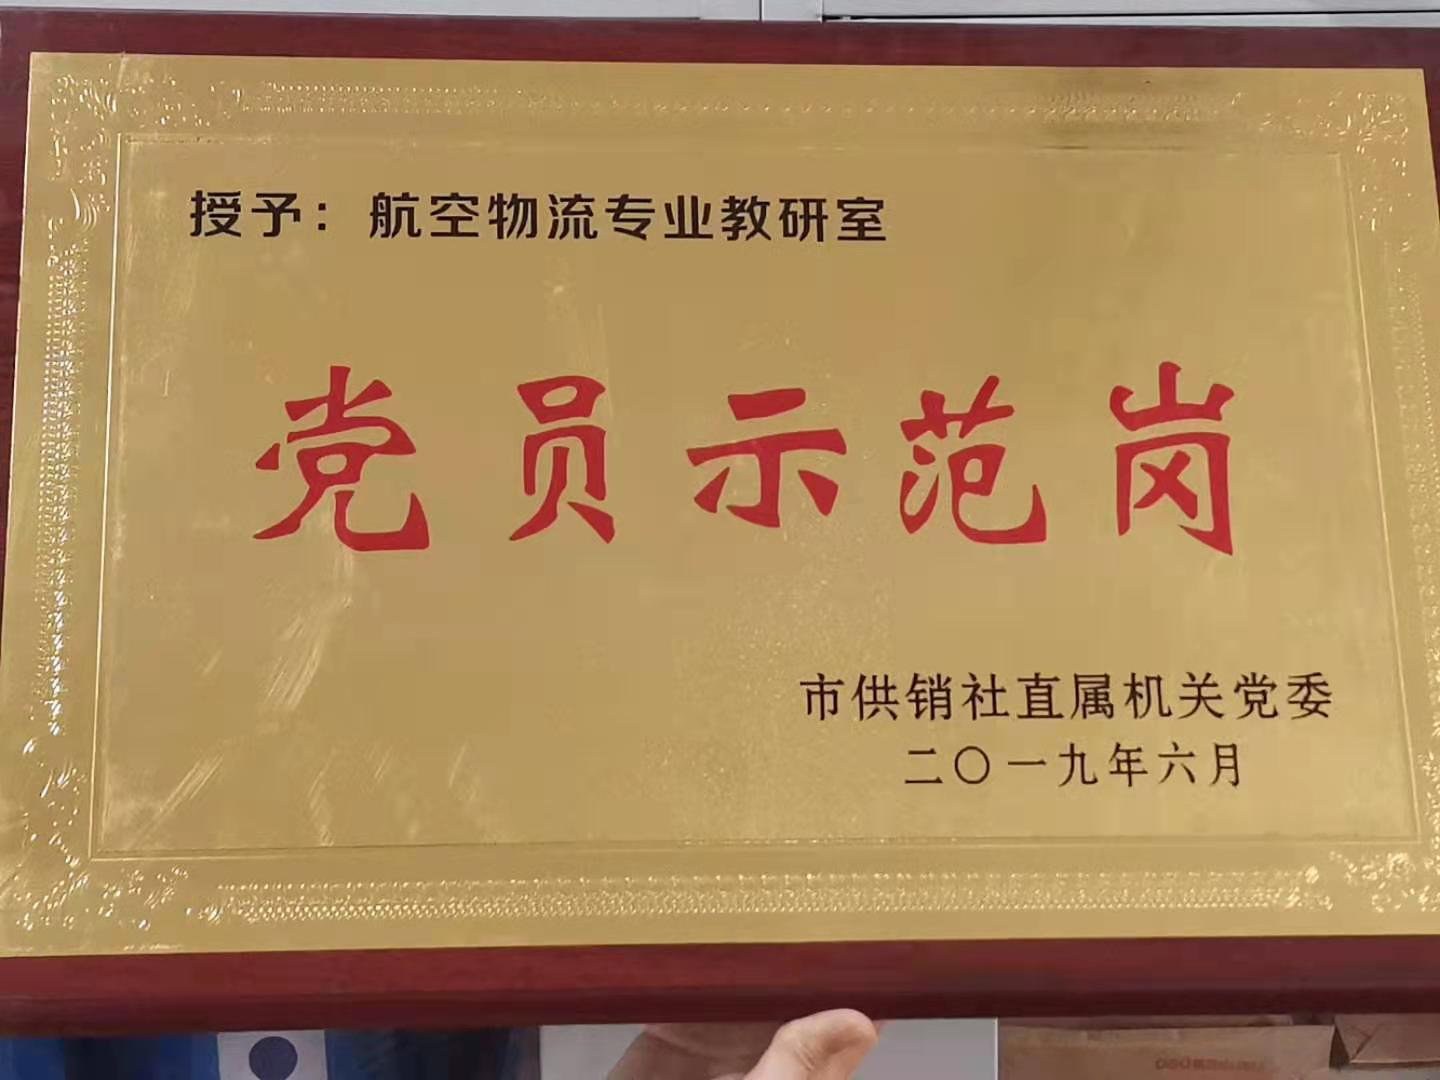 授予：航空物流专业教研室
党员示范岗
市供销社直属机关党委
二〇一九年六月